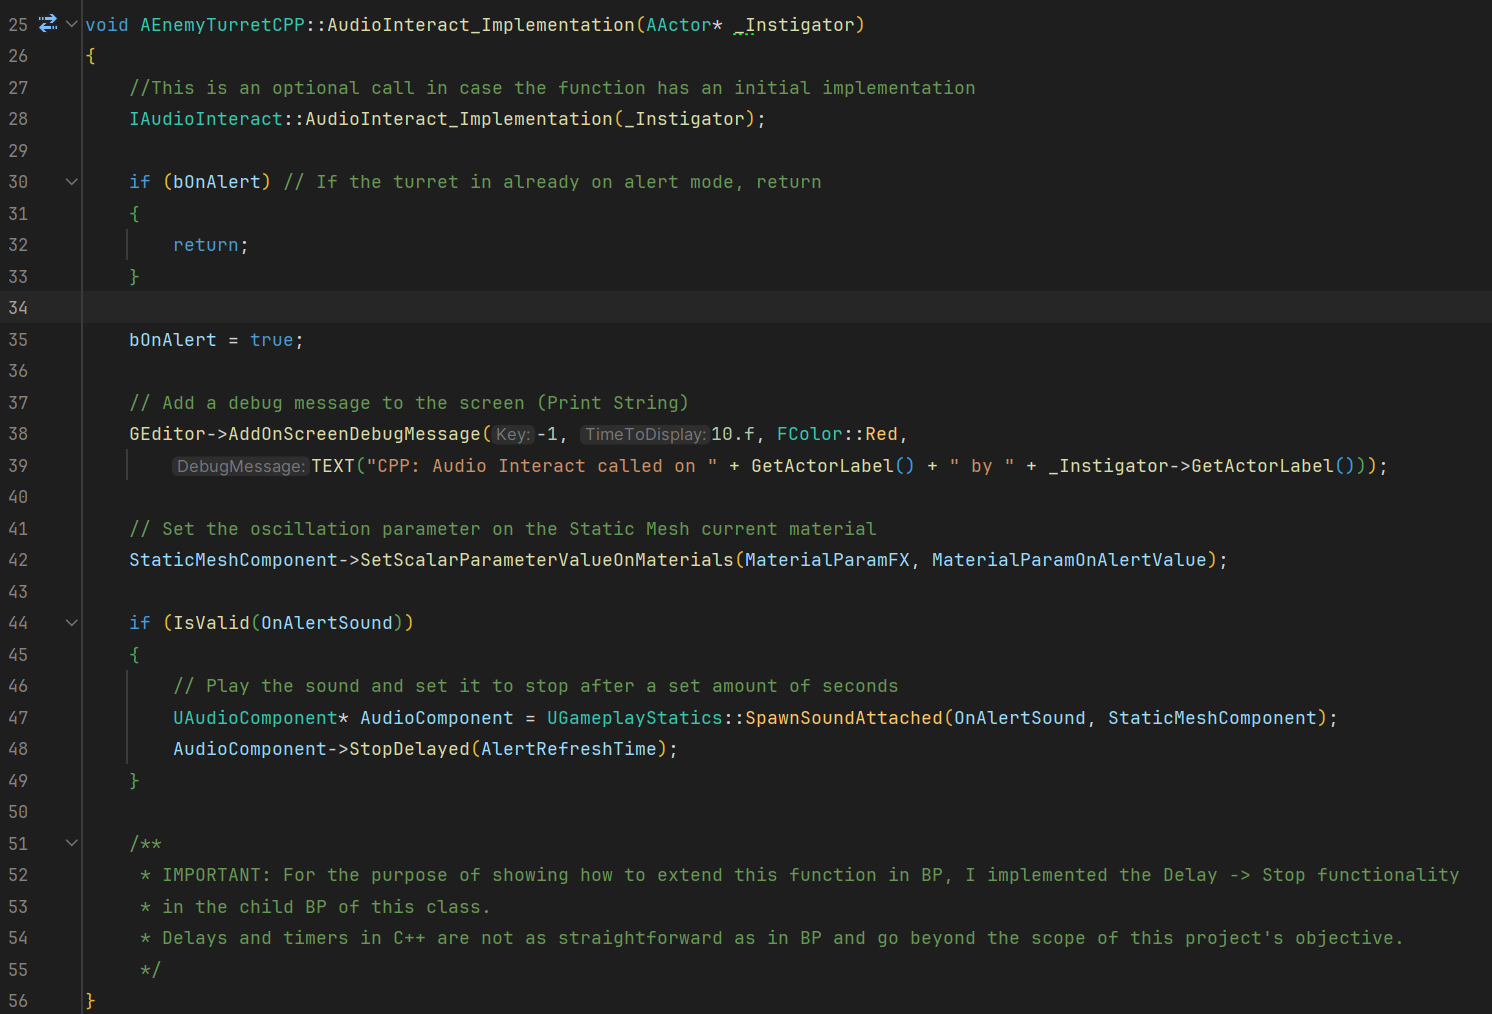 25 void AEnemyTurretCPP::AudioInteract_Implementation(AActor* _Instigator)
26 {
27 //This is an optional call in case the function has an initial implementation
28 IAudioInteract::AudioInteract_Implementation(_Instigator);
29
30 if (bOnAlert) // If the turret in already on alert mode, return
31 {
32 return;
33 }
34
35 bOnAlert = true;
36
37 // Add a debug message to the screen (Print String)
38 GEditor->AddOnScreenDebugMessage(Key:-1, TimeToDisplay:10.f, FColor::Red,
39 DebugMessage:TEXT("CPP: Audio Interact called on " + GetActorLabel() + " by " + _Instigator->GetActorLabel()));
40
41 // Set the oscillation parameter on the Static Mesh current material
42 StaticMeshComponent->SetScalarParameterValueOnMaterials(MaterialParamFX, MaterialParamOnAlertValue);
43
44 if (IsValid(OnAlertSound))
45 {
46 // Play the sound and set it to stop after a set amount of seconds
47 UAudioComponent* AudioComponent = UGameplayStatics::SpawnSoundAttached(OnAlertSound, StaticMeshComponent);
48 AudioComponent->StopDelayed(AlertRefreshTime);
49 }
50
51 /**
52 * IMPORTANT: For the purpose of showing how to extend this function in BP, I implemented the Delay -> Stop functionality
53 * in the child BP of this class.
54 * Delays and timers in C++ are not as straightforward as in BP and go beyond the scope of this project's objective.
55 */
56 }